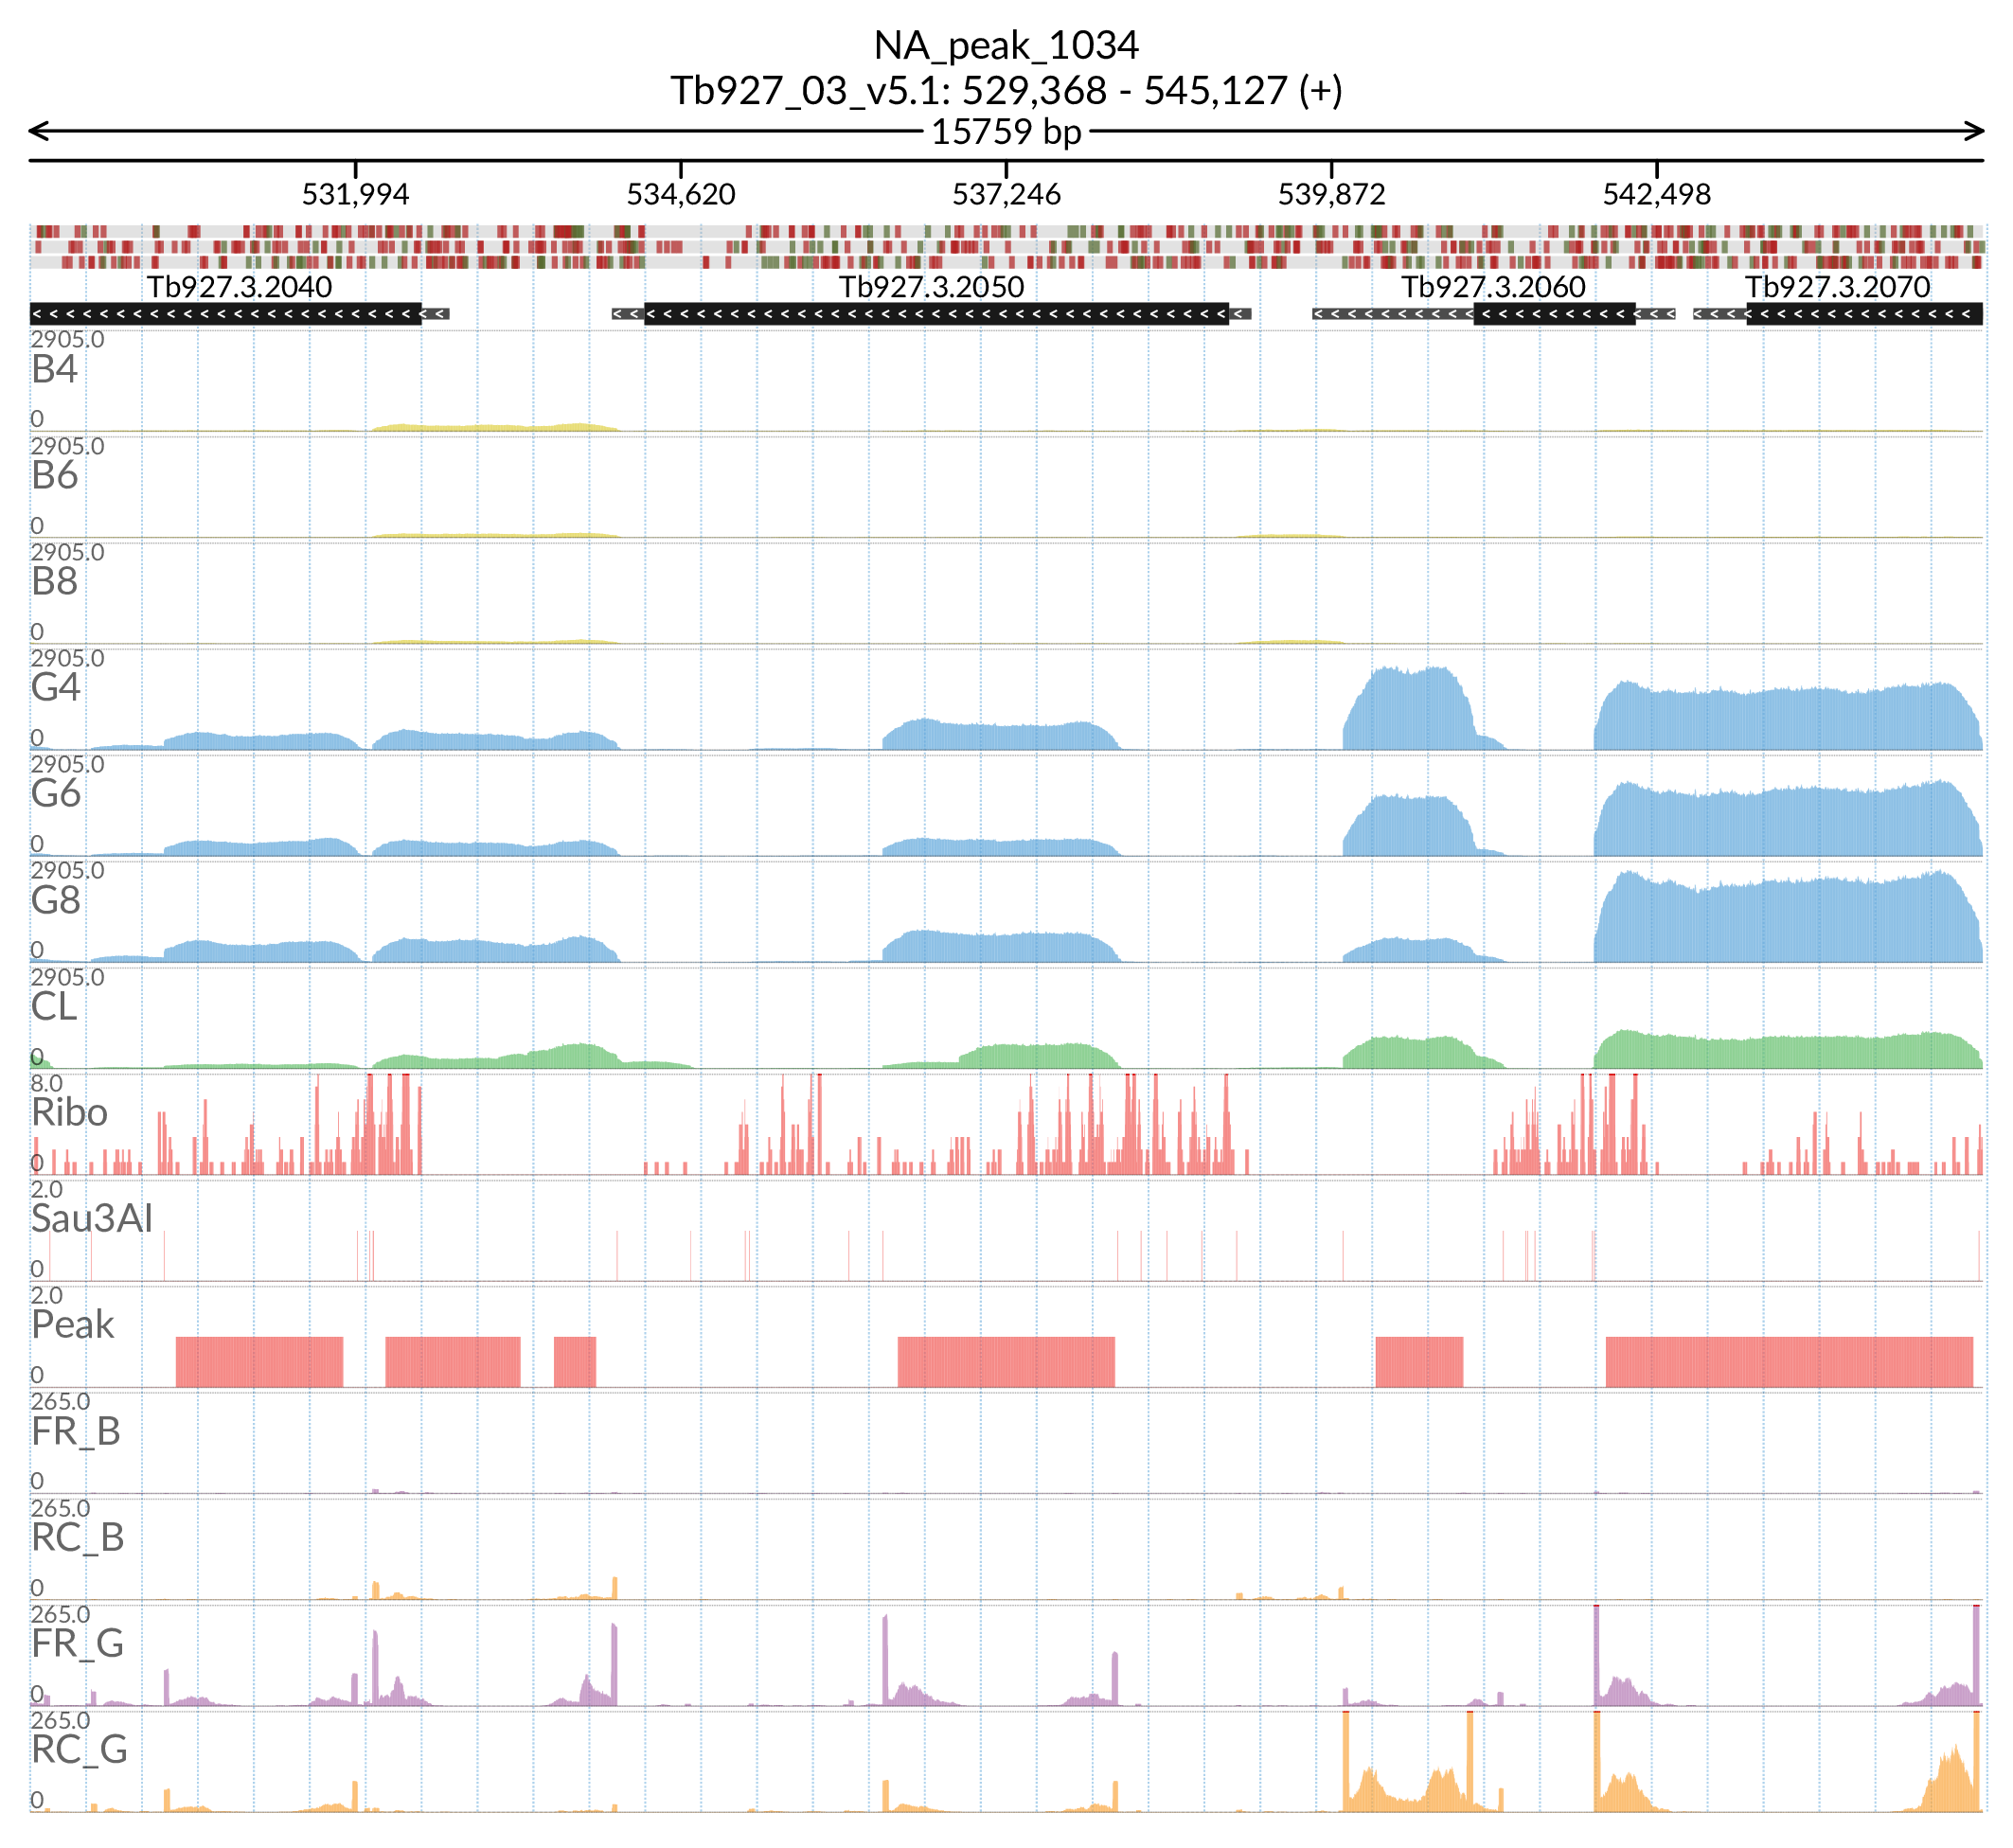 NA_peak_1034
Tb927_03_v5.1: 529,368 - 545,127 (+)
15759 bp
531,994 534,620 537,246 539,872 542,498
Tb927.3.2040 Tb927.3.2050 Tb927.3.2060 Tb927.3.2070
2905.0
B4
0
2905.0
B6
0
2905.0
B8
0
2905.0
G4
0
2905.0
G6
0
2905.0
G8
0
2905.0
CL
0
8.0
Ribo
0
2.0
Sau3AI
0
2.0
Peak
0
265.0
FR_B
0
265.0
RC_B
0
265.0
FR_G
0
265.0
RC_G
0